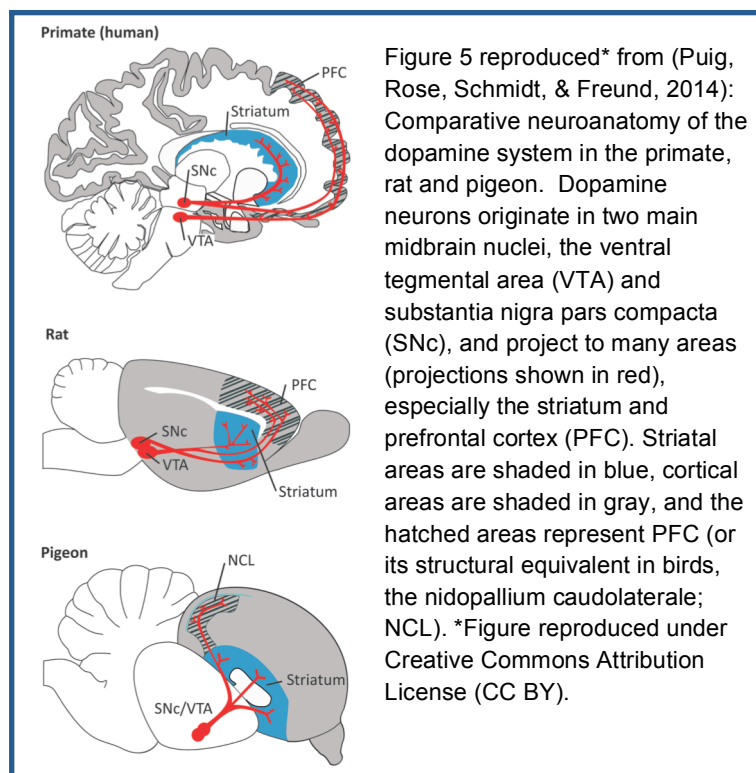 Primate (human)
PFC
Striatum
SNc
VTA
Rat
PFC
SNc
VTA
Striatum
Pigeon
NCL
Striatum
SNc/VTA
Figure 5 reproduced* from (Puig,
Rose, Schmidt, & Freund, 2014):
Comparative neuroanatomy of the
dopamine system in the primate,
rat and pigeon.  Dopamine
neurons originate in two main
midbrain nuclei, the ventral
tegmental area (VTA) and
substantia nigra pars compacta
(SNc), and project to many areas
(projections shown in red),
especially the striatum and
prefrontal cortex (PFC). Striatal
areas are shaded in blue, cortical
areas are shaded in gray, and the
hatched areas represent PFC (or
its structural equivalent in birds,
the nidopallium caudolaterale;
NCL). *Figure reproduced under
Creative Commons Attribution
License (CC BY).